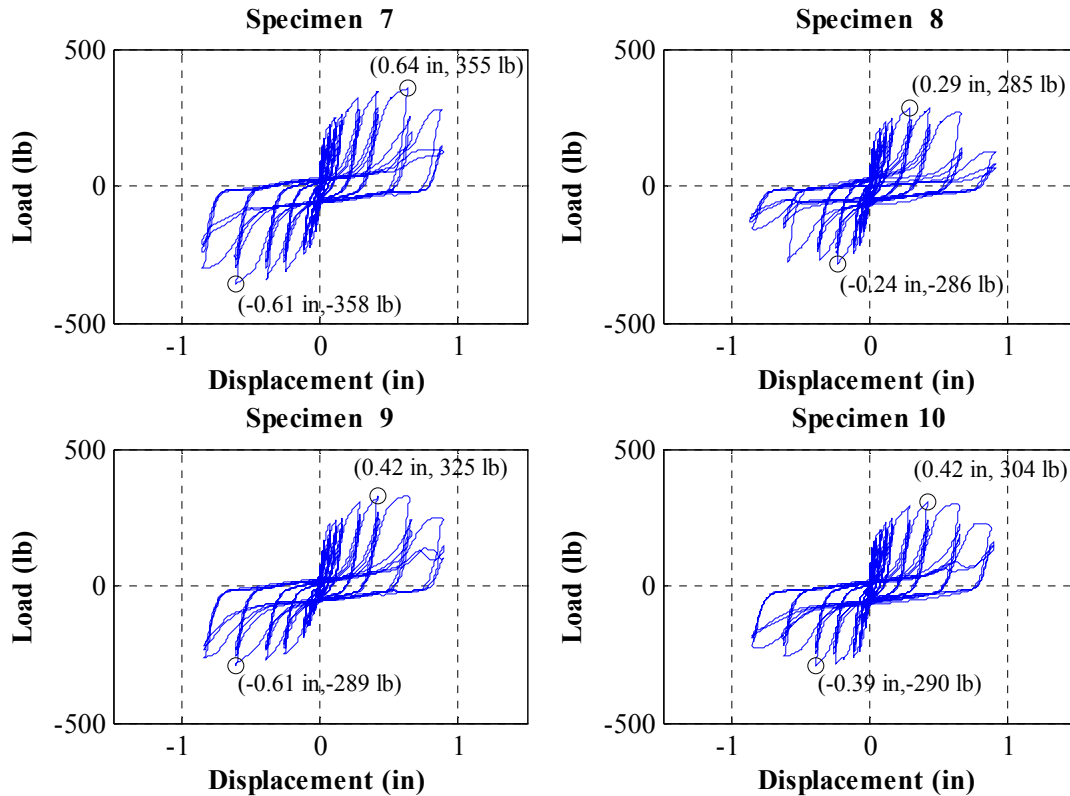 Specimen 7
500
(0.64 in, 355 lb)
Load (lb)
0
(-0.61 in,-358 lb)
-500
-1
0
1
Displacement (in)
Specimen 8
500
(0.29 in, 285 lb)
Load (lb)
0
(-0.24 in,-286 lb)
-500
-1
0
1
Displacement (in)
Specimen 9
500
(0.42 in, 325 lb)
Load (lb)
0
(-0.61 in,-289 lb)
-500
-1
0
1
Displacement (in)
Specimen 10
500
(0.42 in, 304 lb)
Load (lb)
0
(-0.39 in,-290 lb)
-500
-1
0
1
Displacement (in)